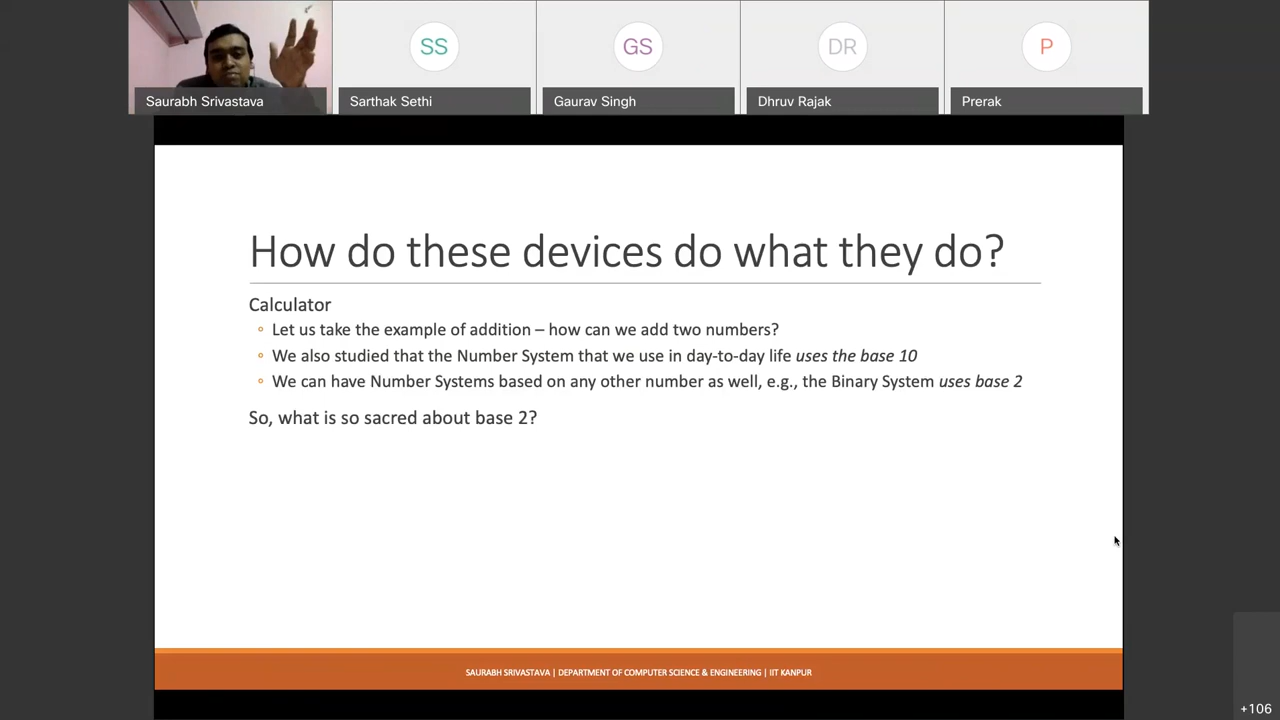 SS
GS
DR
P
Saurabh Srivastava
Sarthak Sethi
Gaurav Singh
Dhruv Rajak
Prerak
How do these devices do what they do?
Calculator
Let us take the example of addition – how can we add two numbers?
We also studied that the Number System that we use in day-to-day life uses the base 10
We can have Number Systems based on any other number as well, e.g., the Binary System uses base 2
So, what is so sacred about base 2?
SAURABH SRIVASTAVA | DEPARTMENT OF COMPUTER SCIENCE & ENGINEERING | IIT KANPUR
+106